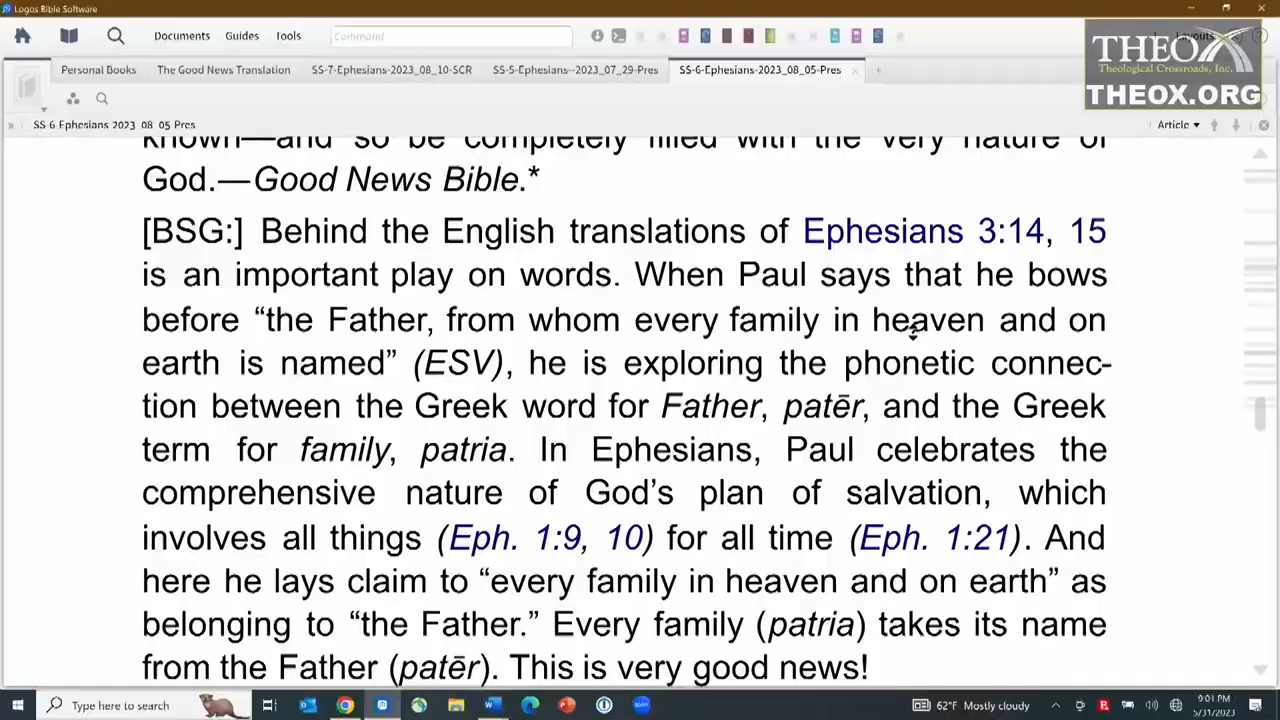 Logos Bible Software
Documents Guides Tools Command Layouts
THEOX
Theological Crossroads, Inc.
THEOX.ORG
Personal Books The Good News Translation SS-7-Ephesians-2023_08_12-SCR SS-5-Ephesians--2023_07_29-Pres SS-6-Ephesians-2023_08_05-Pres
» SS-6-Ephesians-2023_08_05-Pres Article
known—and so be completely filled with the very nature of
God.—Good News Bible.*
[BSG:] Behind the English translations of Ephesians 3:14, 15
is an important play on words. When Paul says that he bows
before “the Father, from whom every family in heaven and on
earth is named” (ESV), he is exploring the phonetic connec-
tion between the Greek word for Father, patēr, and the Greek
term for family, patria. In Ephesians, Paul celebrates the
comprehensive nature of God’s plan of salvation, which
involves all things (Eph. 1:9, 10) for all time (Eph. 1:21). And
here he lays claim to “every family in heaven and on earth” as
belonging to “the Father.” Every family (patria) takes its name
from the Father (patēr). This is very good news!
Type here to search 62°F Mostly cloudy 9:01 PM
5/31/2023